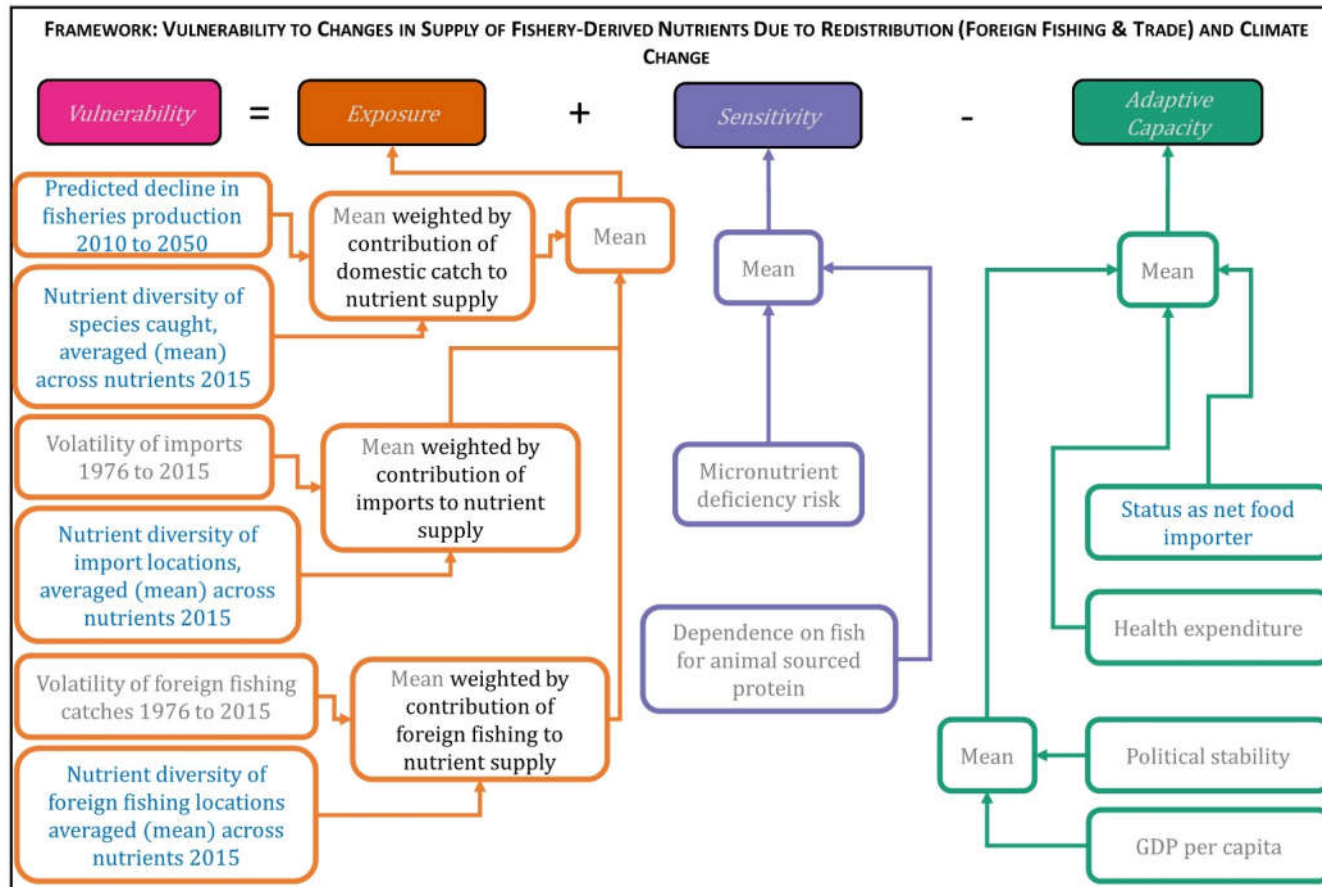 FRAMEWORK: VULNERABILITY TO CHANGES IN SUPPLY OF FISHERY-DERIVED NUTRIENTS DUE TO REDISTRIBUTION (FOREIGN FISHING & TRADE) AND CLIMATE
CHANGE
Vulnerability
=
Exposure
+
Sensitivity
-
Adaptive
Capacity
Predicted decline in
fisheries production
2010 to 2050
Nutrient diversity of
species caught,
averaged (mean)
across nutrients 2015
Mean weighted by
contribution of
domestic catch to
nutrient supply
Mean
Volatility of imports
1976 to 2015
Nutrient diversity of
import locations,
averaged (mean) across
nutrients 2015
Mean weighted by
contribution of
imports to nutrient
supply
Volatility of foreign fishing
catches 1976 to 2015
Nutrient diversity of
foreign fishing locations
averaged (mean) across
nutrients 2015
Mean weighted by
contribution of
foreign fishing to
nutrient supply
Mean
Micronutrient
deficiency risk
Dependence on fish
for animal sourced
protein
Mean
Status as net food
importer
Health expenditure
Mean
Political stability
GDP per capita